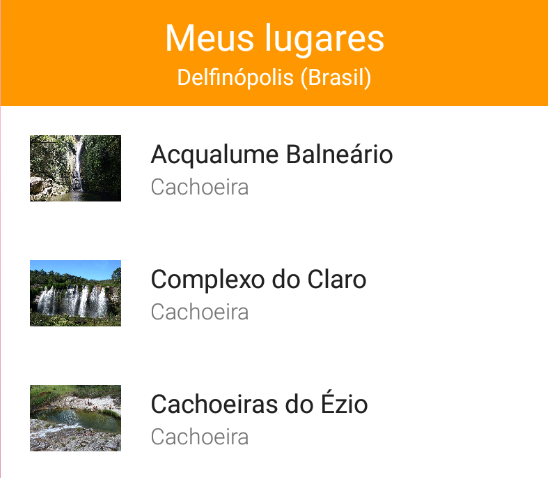 Meus lugares
Delfinópolis (Brasil)
Acqualume Balneário
Cachoeira
Complexo do Claro
Cachoeira
Cachoeiras do Ézio
Cachoeira